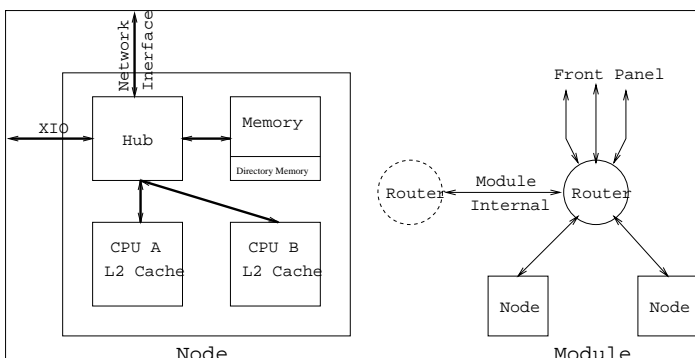 Network
Inerface
XIO
Hub
Memory
Directory Memory
CPU A
L2 Cache
CPU B
L2 Cache
Node
Front Panel
Router
Module
Internal
Router
Node
Node
Module